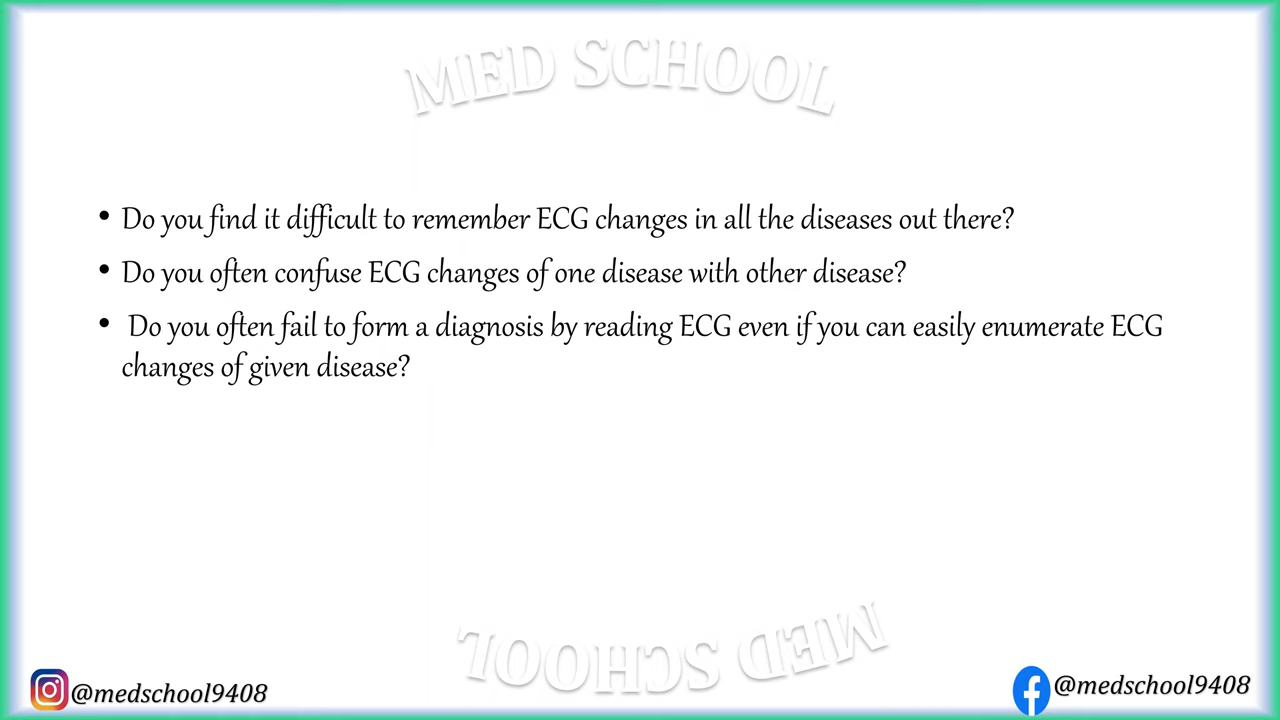 MED SCHOOL
• Do you find it difficult to remember ECG changes in all the diseases out there?
• Do you often confuse ECG changes of one disease with other disease?
• Do you often fail to form a diagnosis by reading ECG even if you can easily enumerate ECG
changes of given disease?
MED SCHOOL
@medschool9408
@medschool9408